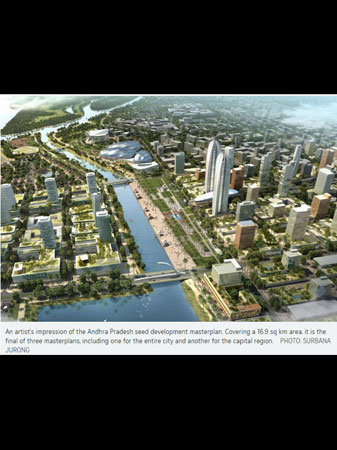 An artist's impression of the Andhra Pradesh seed development masterplan. Covering a 16.9 sq km area, it is the
final of three masterplans, including one for the entire city and another for the capital region. PHOTO: SURBANA
JURONG